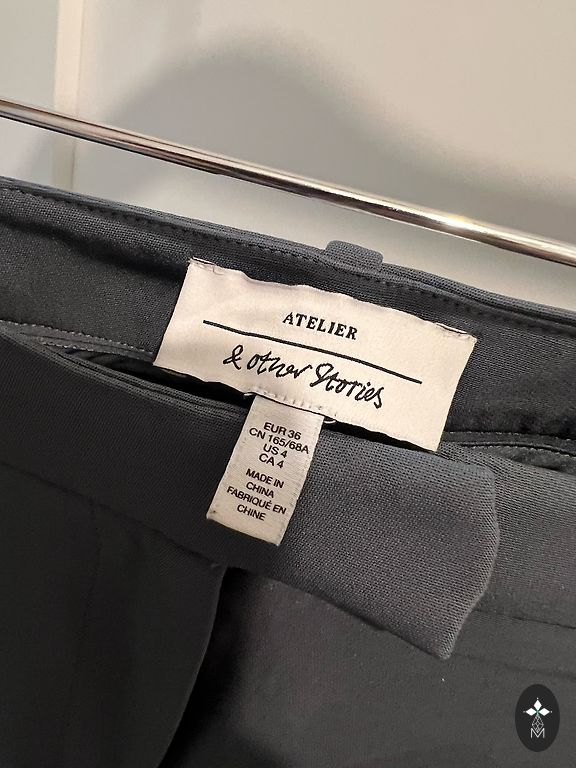 ATELIER
& other Stories
EUR 36
CN 165/68A
US 4
CA 4
MADE IN
CHINA
FABRIQUÉ EN
CHINE
M